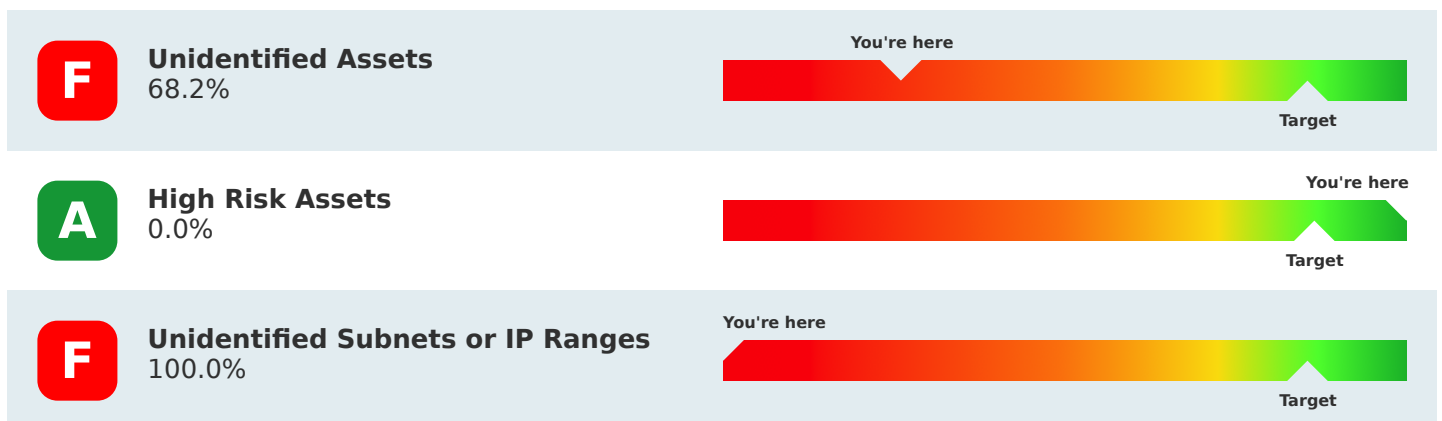 F
Unidentified Assets
68.2%
You're here
Target
A
High Risk Assets
0.0%
You're here
Target
F
Unidentified Subnets or IP Ranges
100.0%
You're here
Target